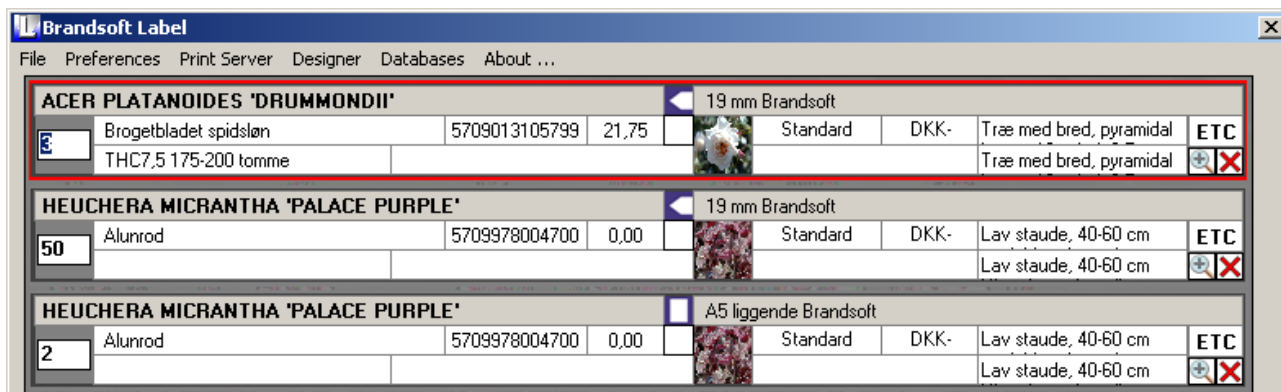 Brandsoft Label
File Preferences Print Server Designer Databases About ...
ACER PLATANOIDES 'DRUMMONDII' 19 mm Brandsoft
3 Brogetbladet spidsløn 5709013105799 21,75 Standard DKK- Træ med bred, pyramidal ETC
THC7,5 175-200 tomme Træ med bred, pyramidal
HEUCHERA MICRANTHA 'PALACE PURPLE' 19 mm Brandsoft
50 Alunrod 5709978004700 0,00 Standard DKK- Lav staude, 40-60 cm ETC
Lav staude, 40-60 cm
HEUCHERA MICRANTHA 'PALACE PURPLE' A5 liggende Brandsoft
2 Alunrod 5709978004700 0,00 Standard DKK- Lav staude, 40-60 cm ETC
Lav staude, 40-60 cm